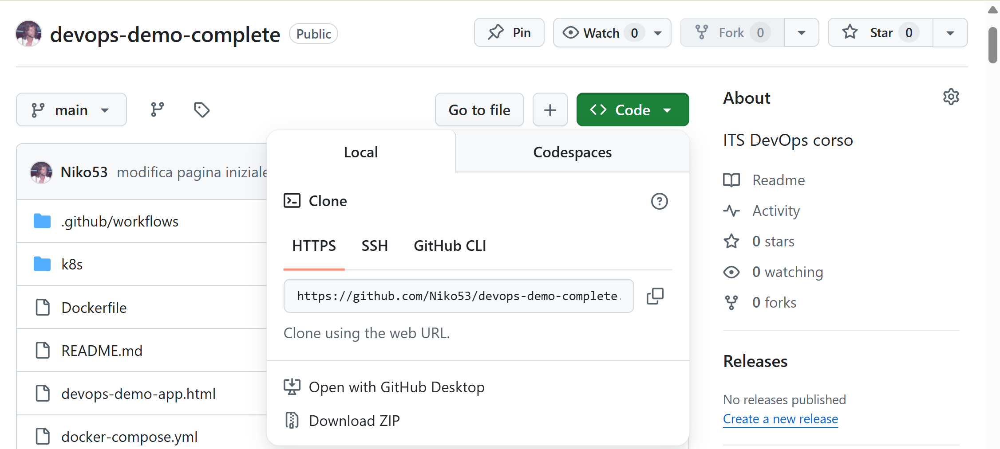 devops-demo-complete Public Pin Watch 0 Fork 0 Star 0
main Go to file + <> Code
Local Codespaces
Niko53 modifica pagina iniziale
.github/workflows
k8s
Dockerfile
README.md
devops-demo-app.html
docker-compose.yml
Clone
HTTPS SSH GitHub CLI
https://github.com/Niko53/devops-demo-complete.
Clone using the web URL.
Open with GitHub Desktop
Download ZIP
About
ITS DevOps corso
Readme
Activity
0 stars
0 watching
0 forks
Releases
No releases published
Create a new release